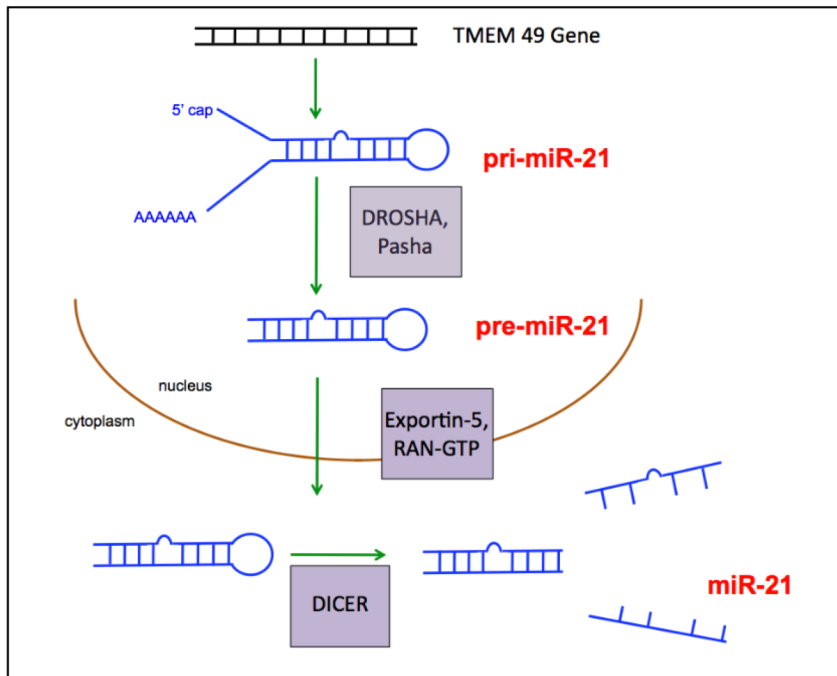 TMEM 49 Gene
5' cap
pri-miR-21
AAAAAA
DROSHA,
Pasha
pre-miR-21
nucleus
cytoplasm
Exportin-5,
RAN-GTP
DICER
miR-21